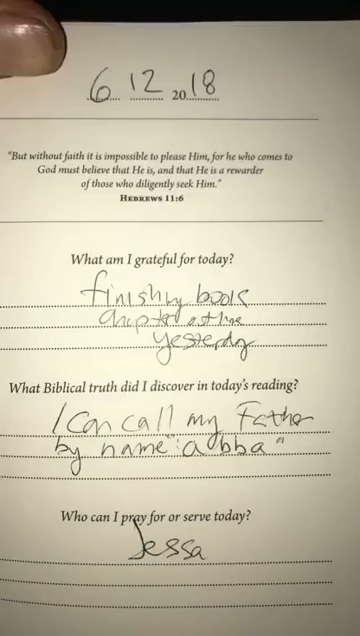 6 12 2018
"But without faith it is impossible to please Him, for he who comes to
God must believe that He is, and that He is a rewarder
of those who diligently seek Him."
HEBREWS 11:6
What am I grateful for today?
finishing book
chapter outline
yesterday
What Biblical truth did I discover in today's reading?
I can call my Father
by name "abba"
Who can I pray for or serve today?
Jessa